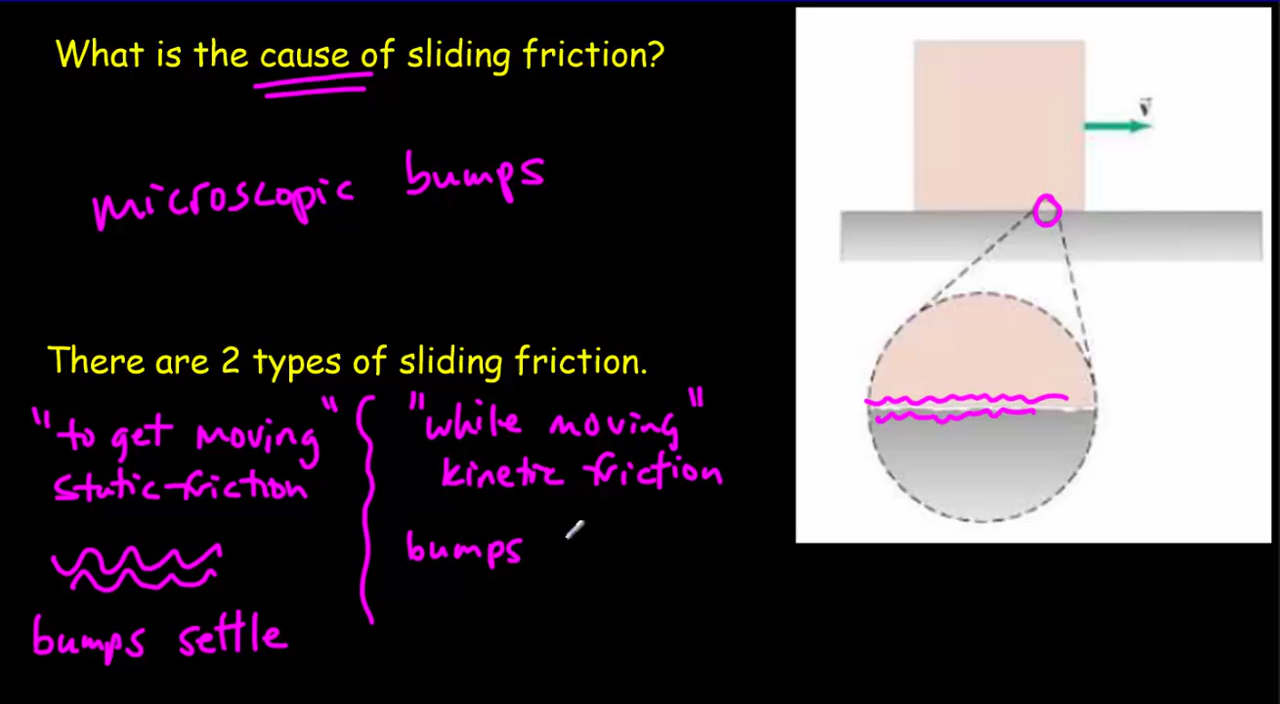 What is the cause of sliding friction?
microscopic bumps
There are 2 types of sliding friction.
"to get moving"
static friction
bumps settle
"while moving"
kinetic friction
bumps
v